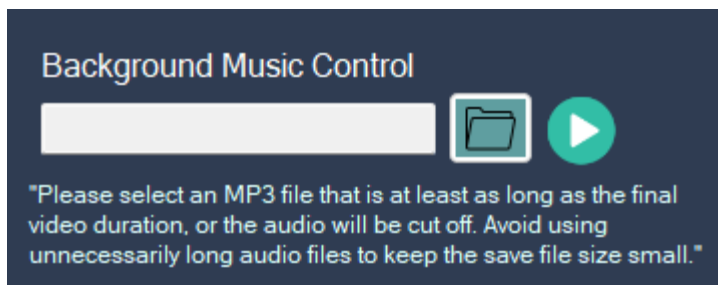 Background Music Control
"Please select an MP3 file that is at least as long as the final
video duration, or the audio will be cut off. Avoid using
unnecessarily long audio files to keep the save file size small."